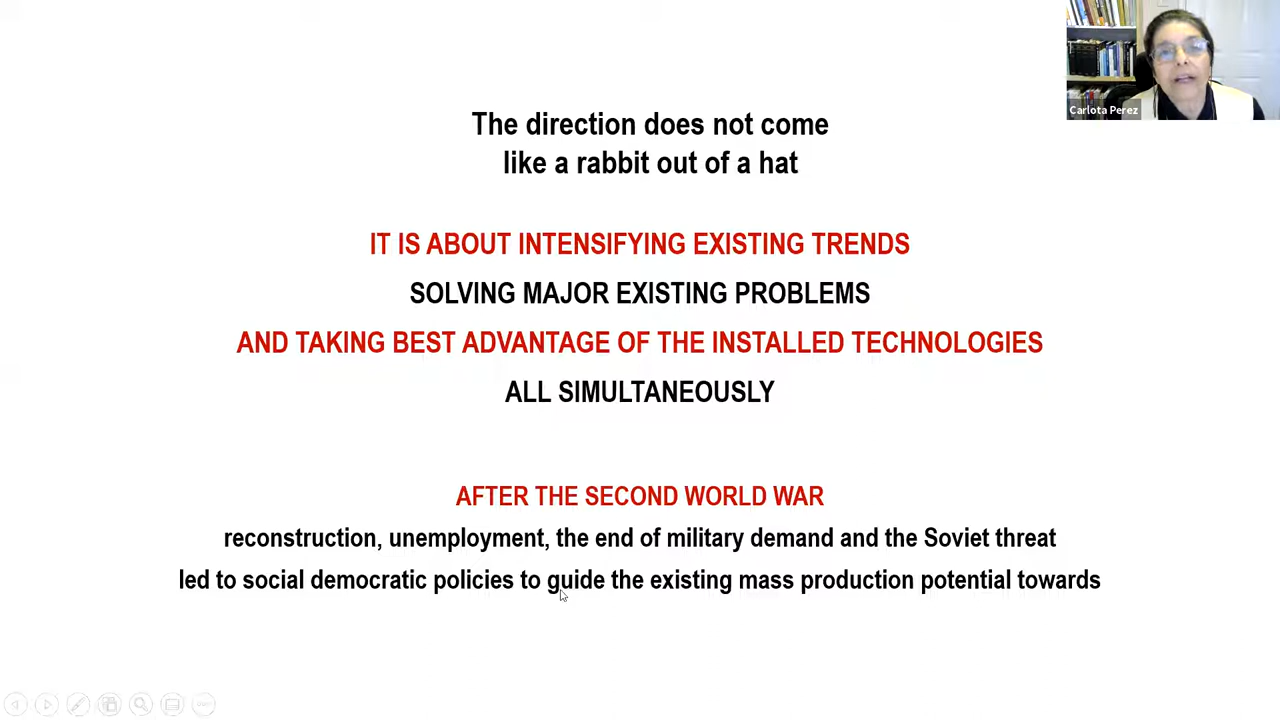 Carlota Perez
The direction does not come
like a rabbit out of a hat
IT IS ABOUT INTENSIFYING EXISTING TRENDS
SOLVING MAJOR EXISTING PROBLEMS
AND TAKING BEST ADVANTAGE OF THE INSTALLED TECHNOLOGIES
ALL SIMULTANEOUSLY
AFTER THE SECOND WORLD WAR
reconstruction, unemployment, the end of military demand and the Soviet threat
led to social democratic policies to guide the existing mass production potential towards